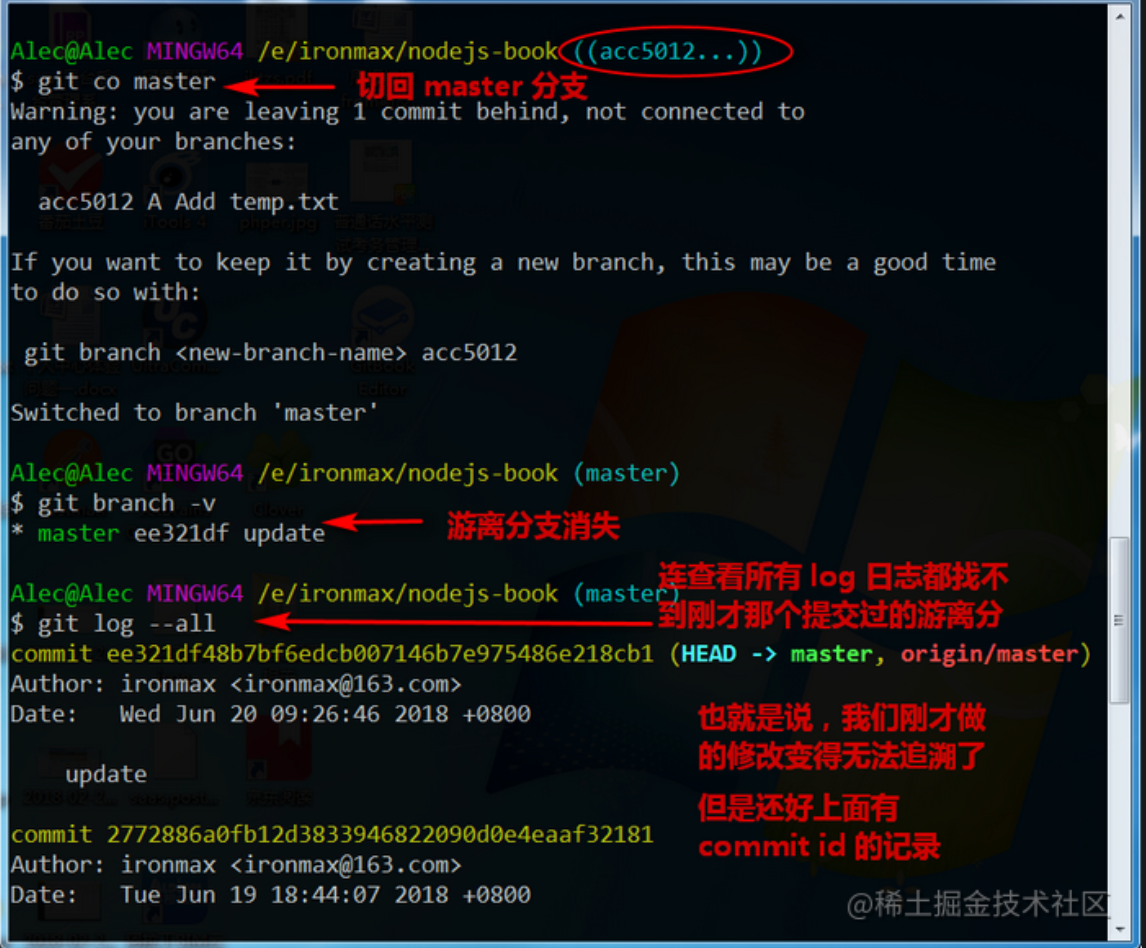 Alec@Alec MINGW64 /e/ironmax/nodejs-book ((acc5012...))
$ git co master
切回 master 分支
Warning: you are leaving 1 commit behind, not connected to
any of your branches:
acc5012 A Add temp.txt
If you want to keep it by creating a new branch, this may be a good time
to do so with:
git branch <new-branch-name> acc5012
Switched to branch 'master'
Alec@Alec MINGW64 /e/ironmax/nodejs-book (master)
$ git branch -v
* master ee321df update
游离分支消失
Alec@Alec MINGW64 /e/ironmax/nodejs-book (master)
$ git log --all
连查看所有 log 日志都找不
到刚才那个提交过的游离分
commit ee321df48b7bf6edcb007146b7e975486e218cb1 (HEAD -> master, origin/master)
Author: ironmax <ironmax@163.com>
Date:   Wed Jun 20 09:26:46 2018 +0800
也就是说，我们刚才做
的修改变得无法追溯了
update
但是还好上面有
commit id 的记录
commit 2772886a0fb12d3833946822090d0e4eaaf32181
Author: ironmax <ironmax@163.com>
Date:   Tue Jun 19 18:44:07 2018 +0800
@稀土掘金技术社区